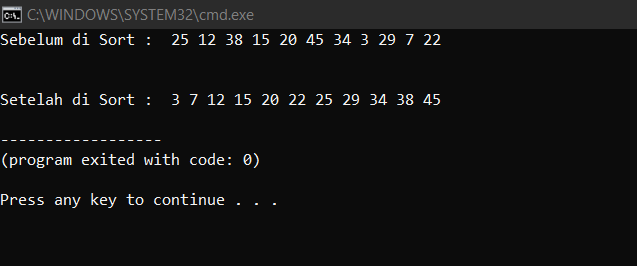 C:\WINDOWS\SYSTEM32\cmd.exe
Sebelum di Sort :  25 12 38 15 20 45 34 3 29 7 22
Setelah di Sort :  3 7 12 15 20 22 25 29 34 38 45
------------------
(program exited with code: 0)
Press any key to continue . . .